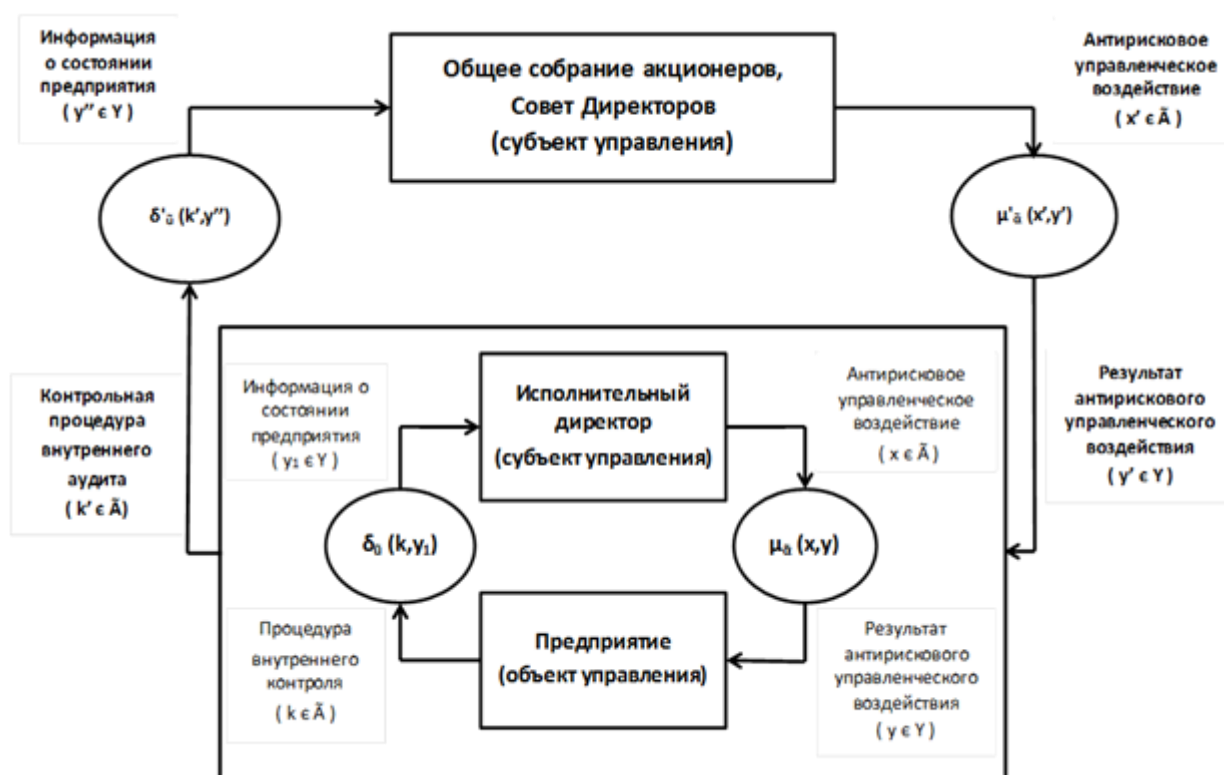 Информация
о состоянии
предприятия
( y″ ϵ Y )
Общее собрание акционеров,
Совет Директоров
(субъект управления)
Антирисковое
управленческое
воздействие
( x′ ϵ Ã )
δ'ᵤ̃ (k′,y″)
μ'ₐ̃ (x′,y′)
Контрольная
процедура
внутреннего
аудита
( k′ ϵ Ã)
Информация о
состоянии
предприятия
( y₁ ϵ Y )
Исполнительный
директор
(субъект управления)
Антирисковое
управленческое
воздействие
( x ϵ Ã )
Результат
антирискового
управленческого
воздействия
( y′ ϵ Y )
δᵤ̃ (k,y₁)
μₐ̃ (x,y)
Процедура
внутреннего
контроля
( k ϵ Ã )
Предприятие
(объект управления)
Результат
антирискового
управленческого
воздействия
( y ϵ Y )